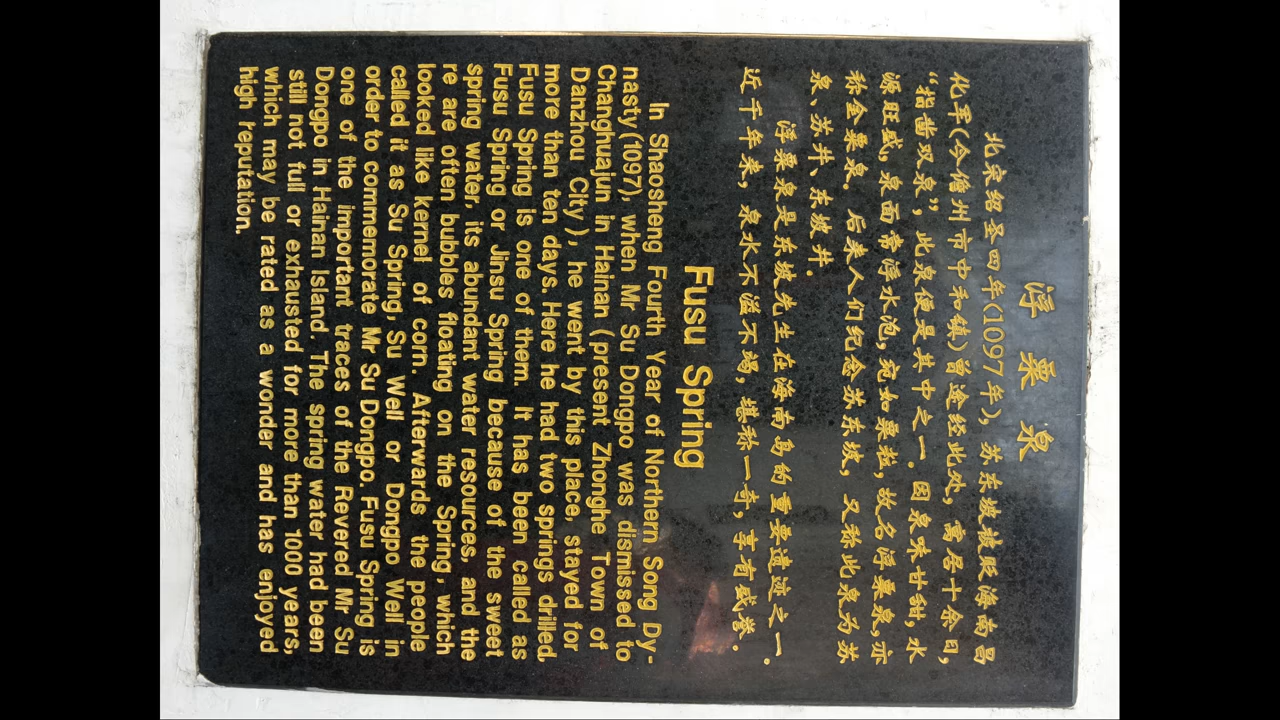 浮粟泉
北宋绍圣四年(1097年), 苏东坡被贬海南昌
化军(今儋州市中和镇)曾途经此处, 寓居十余日,
“指凿双泉”, 此泉便是其中之一。因泉味甘甜, 水
源旺盛, 泉面常浮水泡, 宛如粟粒, 故名浮粟泉, 亦
称金粟泉。后来人们纪念苏东坡, 又称此泉为苏
泉、苏井、东坡井.
浮粟泉是东坡先生在海南岛的重要遗迹之一.
近千年来, 泉水不溢不竭, 堪称一奇, 享有盛誉.
Fusu Spring
In Shaosheng Fourth Year of Northern Song Dy-
nasty(1097), when Mr Su Dongpo was dismissed to
Changhuajun in Hainan (present Zhonghe Town of
Danzhou City), he went by this place, stayed for
more than ten days. Here, he had two springs drilled,
Fusu Spring is one of them. It has been called as
Fusu Spring or Jinsu Spring because of the sweet
spring water, its abundant water resources, and the
re are often bubbles floating on the Spring, which
looked like kernel of corn. Afterwards the people
called it as Su Spring, Su Well or Dongpo Well in
order to commemorate Mr Su Dongpo. Fusu Spring is
one of the important traces of the Revered Mr Su
Dongpo in Hainan Island. The spring water had been
still not full or exhausted for more than 1000 years,
which may be rated as a wonder and has enjoyed
high reputation.